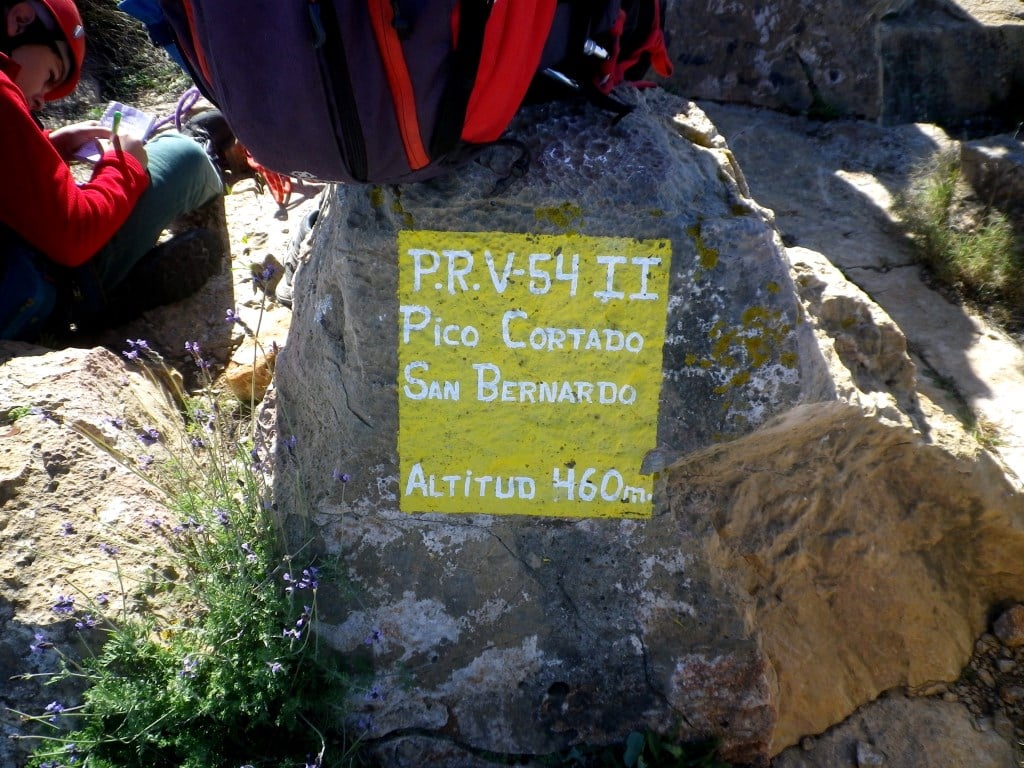 P.R.V-54 II
PICO CORTADO
SAN BERNARDO
ALTITUD 460m.